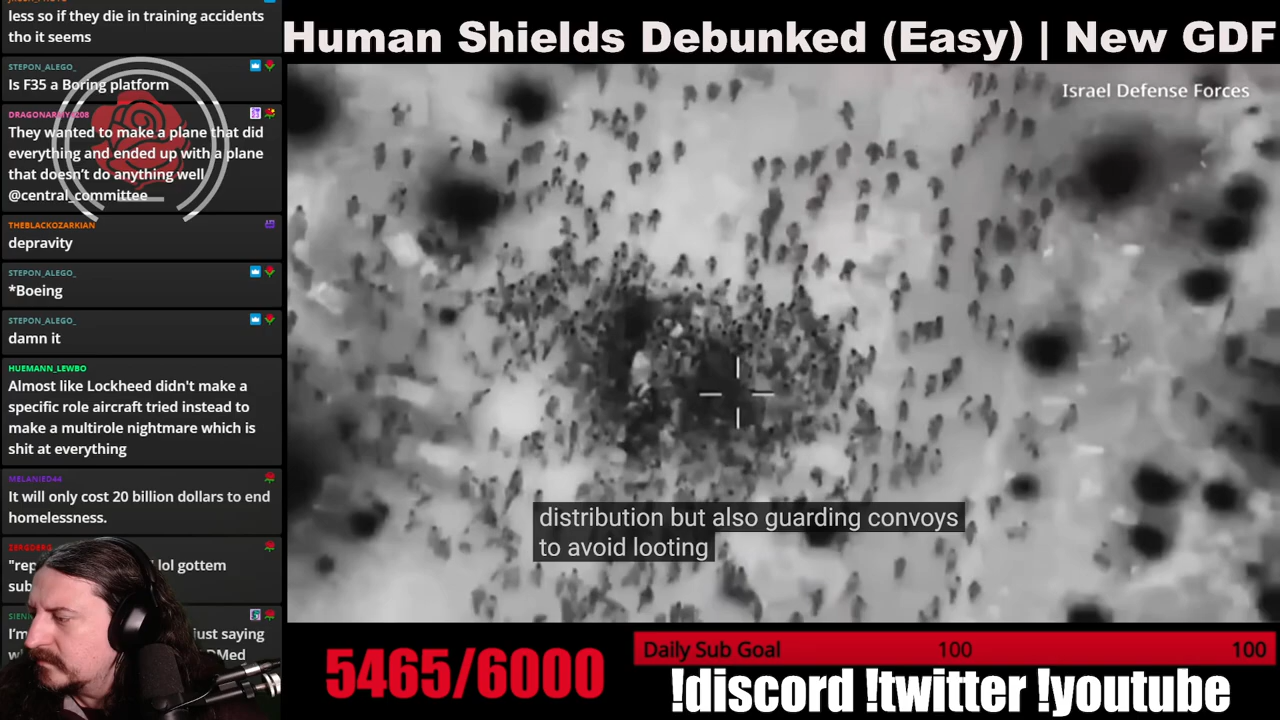 less so if they die in training accidents
tho it seems
STEPON_ALEGO_
Is F35 a Boring platform
They wanted to make a plane that did
everything and ended up with a plane
that doesn't do anything well
@central_committee
THEBLACKOZARKIAN
depravity
STEPON_ALEGO_
*Boeing
STEPON_ALEGO_
damn it
HUEMANN_LEWBO
Almost like Lockheed didn't make a
specific role aircraft tried instead to
make a multirole nightmare which is
shit at everything
MELANIED44
It will only cost 20 billion dollars to end
homelessness.
lol gottem
just saying
Human Shields Debunked (Easy) | New GDF
Israel Defense Forces
distribution but also guarding convoys
to avoid looting
5465/6000
Daily Sub Goal 100 100
!discord !twitter !youtube